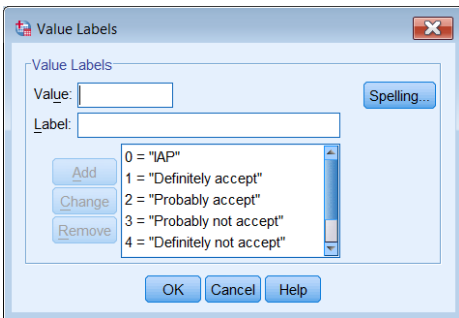 Value Labels
Value Labels
Value:
Spelling...
Label:
Add
Change
Remove
0 = "IAP"
1 = "Definitely accept"
2 = "Probably accept"
3 = "Probably not accept"
4 = "Definitely not accept"
OK
Cancel
Help